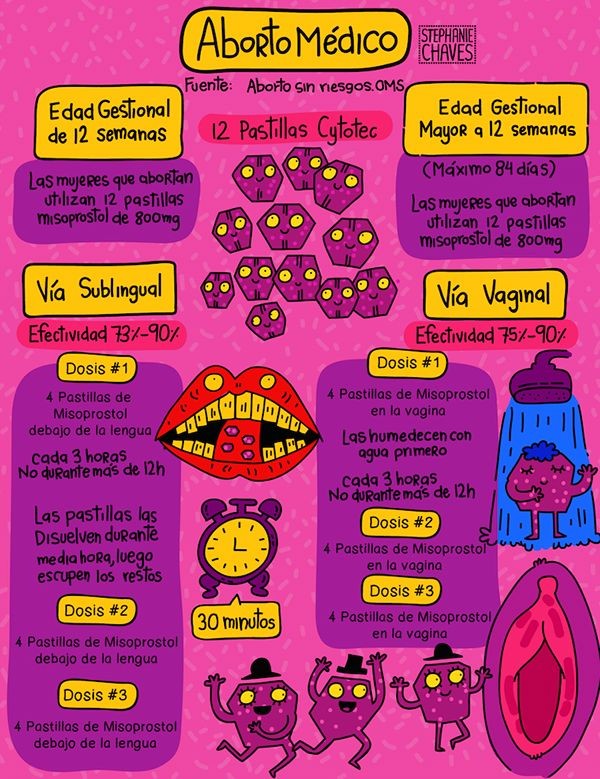 Aborto Médico
STEPHANIE
CHAVES
Fuente: Aborto sin riesgos.OMS
Edad Gestional
de 12 semanas
Las mujeres que abortan
utilizan 12 pastillas
misoprostol de 800mg
12 Pastillas Cytotec
Edad Gestional
Mayor a 12 semanas
(Máximo 84 días)
Las mujeres que abortan
utilizan 12 pastillas
misoprostol de 800mg
Vía Sublingual
Efectividad 73%-90%
Dosis #1
4 Pastillas de
Misoprostol
debajo de la lengua
cada 3 horas
No durante más de 12h
Las pastillas las
Disuelven durante
media hora, luego
escupen los restos
Dosis #2
4 Pastillas de Misoprostol
debajo de la lengua
Dosis #3
4 Pastillas de Misoprostol
debajo de la lengua
30 minutos
Vía Vaginal
Efectividad 75%-90%
Dosis #1
4 Pastillas de Misoprostol
en la vagina
Las humedecen con
agua primero
cada 3 horas
No durante más de 12h
Dosis #2
4 Pastillas de Misoprostol
en la vagina
Dosis #3
4 Pastillas de Misoprostol
en la vagina